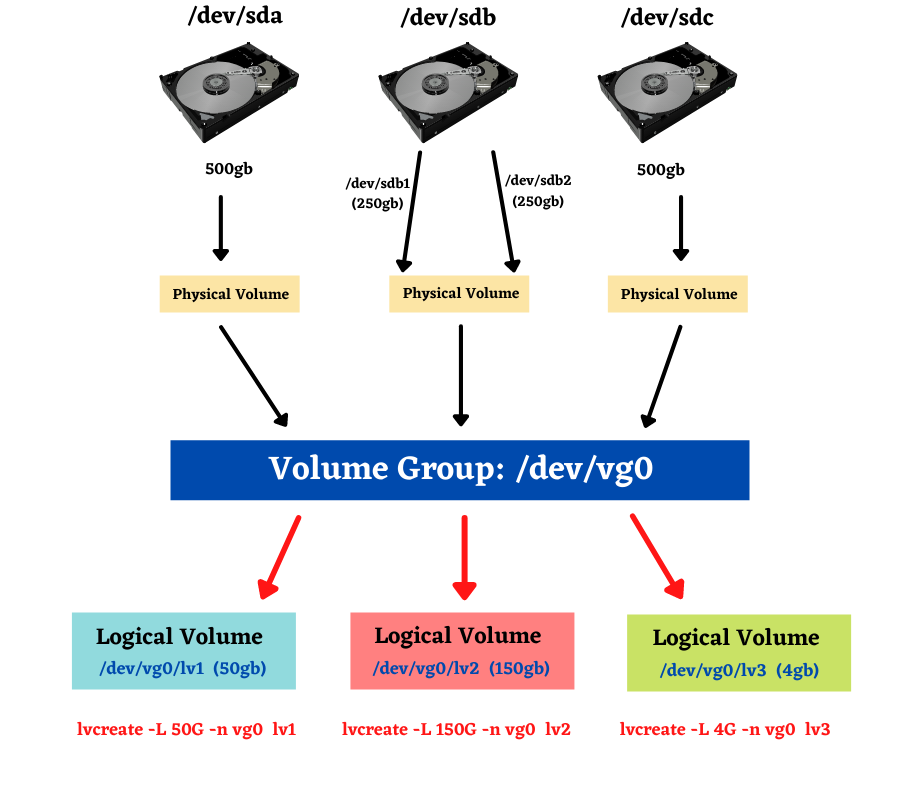 /dev/sda
/dev/sdb
/dev/sdc
500gb
/dev/sdb1
(250gb)
/dev/sdb2
(250gb)
500gb
Physical Volume
Physical Volume
Physical Volume
Volume Group: /dev/vg0
Logical Volume
/dev/vg0/lv1 (50gb)
Logical Volume
/dev/vg0/lv2 (150gb)
Logical Volume
/dev/vg0/lv3 (4gb)
lvcreate -L 50G -n vg0 lv1
lvcreate -L 150G -n vg0 lv2
lvcreate -L 4G -n vg0 lv3